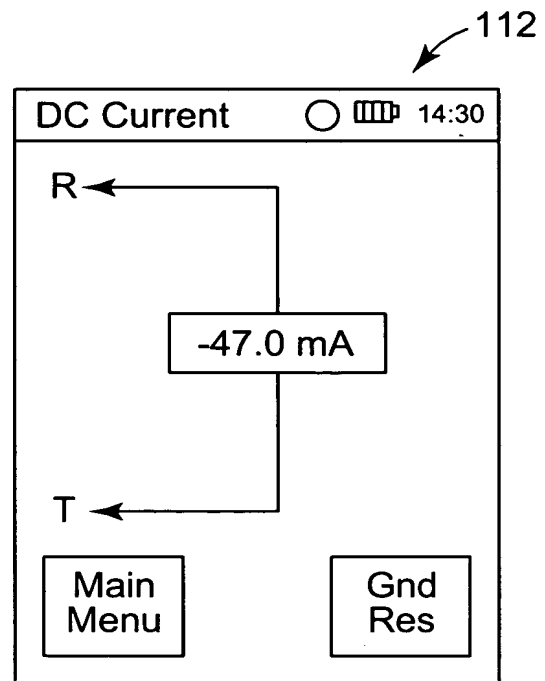 112
DC Current 14:30
R
-47.0 mA
T
Main
Menu
Gnd
Res